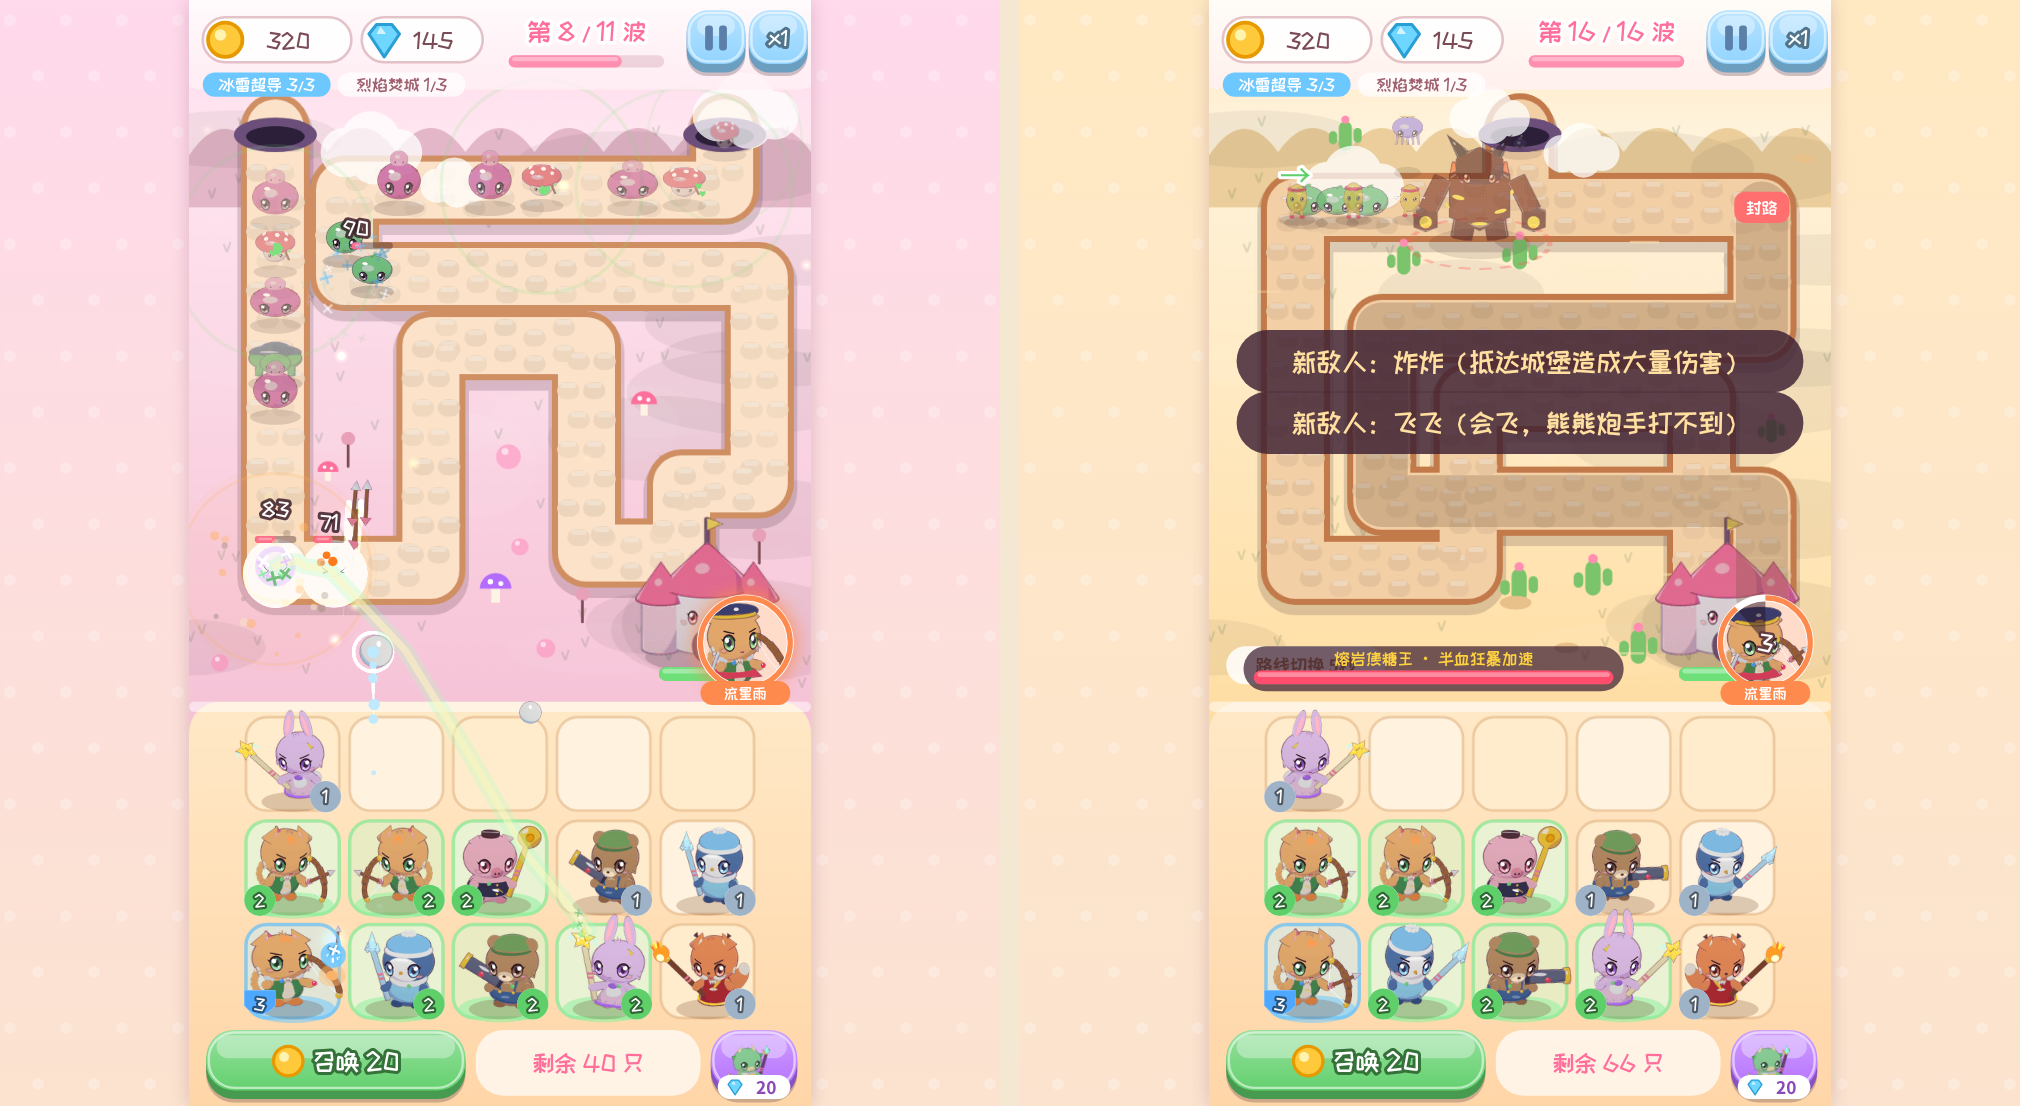 320
145
第 8 / 11 波
×1
冰雷超导 3/3
烈焰焚城 1/3
90
83
71
流星雨
1
2
2
2
1
1
3
2
2
2
1
召唤 20
剩余 40 只
20
320
145
第 16 / 16 波
×1
冰雷超导 3/3
烈焰焚城 1/3
封路
新敌人：炸炸（抵达城堡造成大量伤害）
新敌人：飞飞（会飞，熊熊炮手打不到）
路线切换
熔岩傀糖王 · 半血狂暴加速
3
流星雨
1
2
2
2
1
1
3
2
2
2
1
召唤 20
剩余 66 只
20